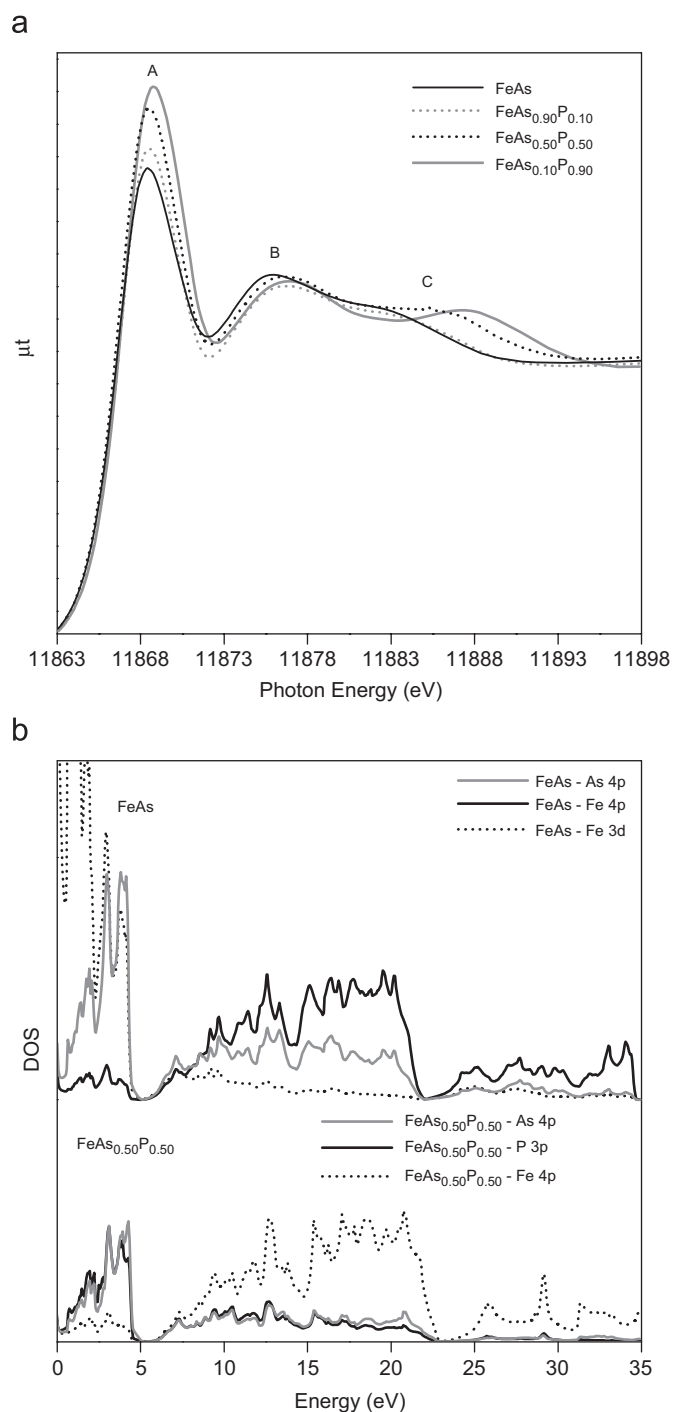 a
A
B
C
FeAs
FeAs0.90P0.10
FeAs0.50P0.50
FeAs0.10P0.90
µt
11863 11868 11873 11878 11883 11888 11893 11898
Photon Energy (eV)
b
FeAs
FeAs - As 4p
FeAs - Fe 4p
FeAs - Fe 3d
DOS
FeAs0.50P0.50
FeAs0.50P0.50 - As 4p
FeAs0.50P0.50 - P 3p
FeAs0.50P0.50 - Fe 4p
0 5 10 15 20 25 30 35
Energy (eV)